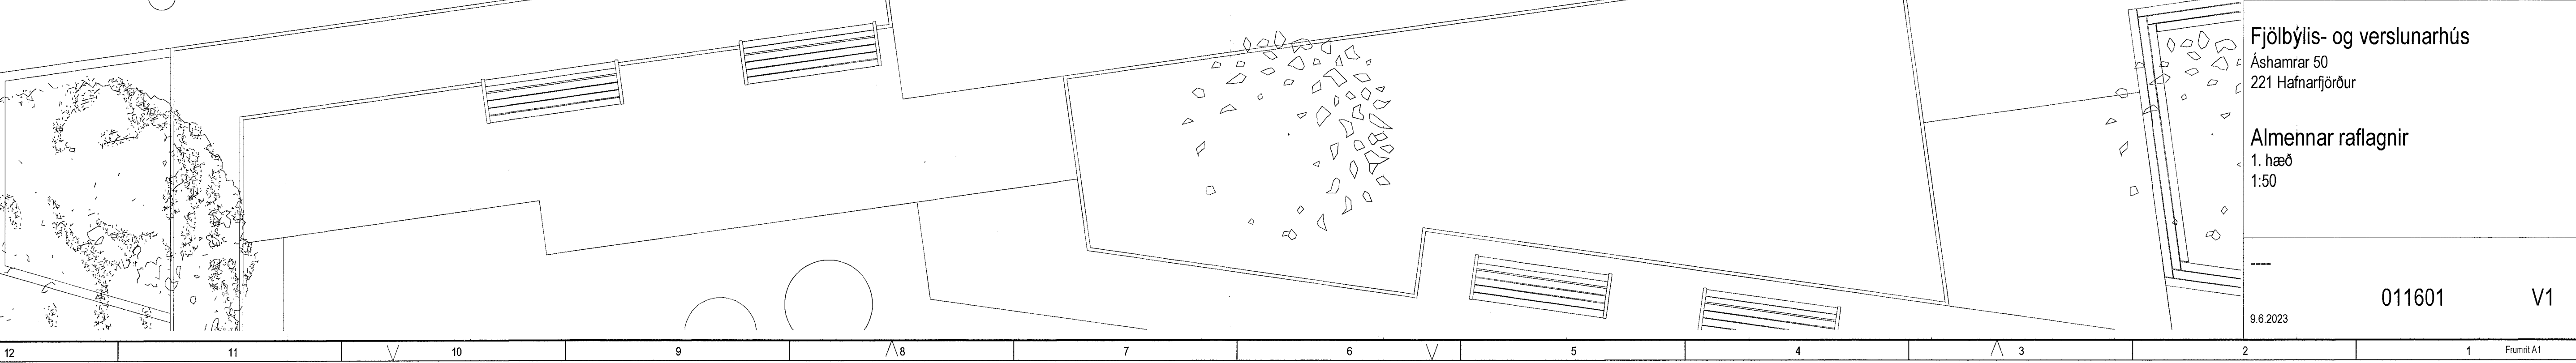 Fjölbýlis- og verslunarhús
Áshamrar 50
221 Hafnarfjörður
Almennar raflagnir
1. hæð
1:50
----
011601 V1
9.6.2023
12 11 10 9 8 7 6 5 4 3 2 1 Frumrit A1